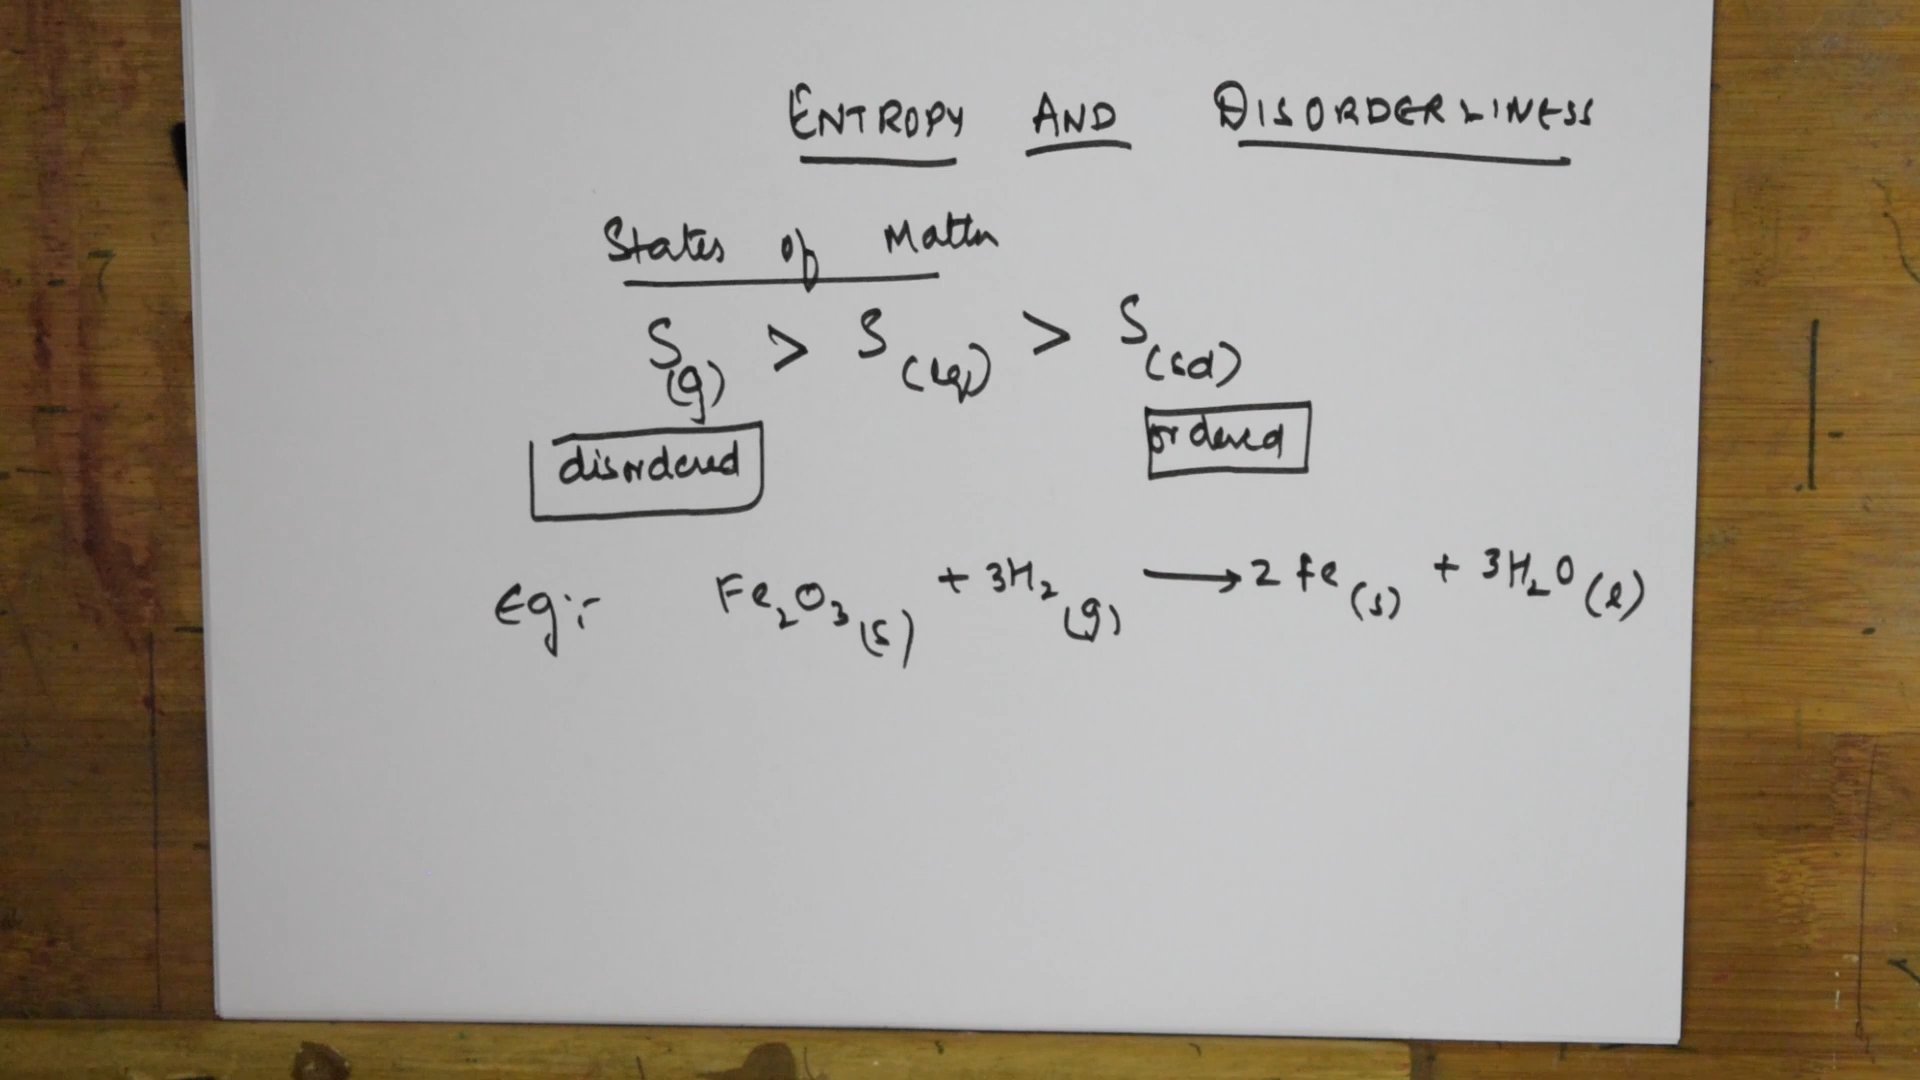 ENTROPY AND DISORDERLINESS
States of Matter
S(g) > S(lq) > S(sd)
disordered ordered
Eg:- Fe₂O₃(s) + 3H₂(g) ⟶ 2Fe(s) + 3H₂O(l)